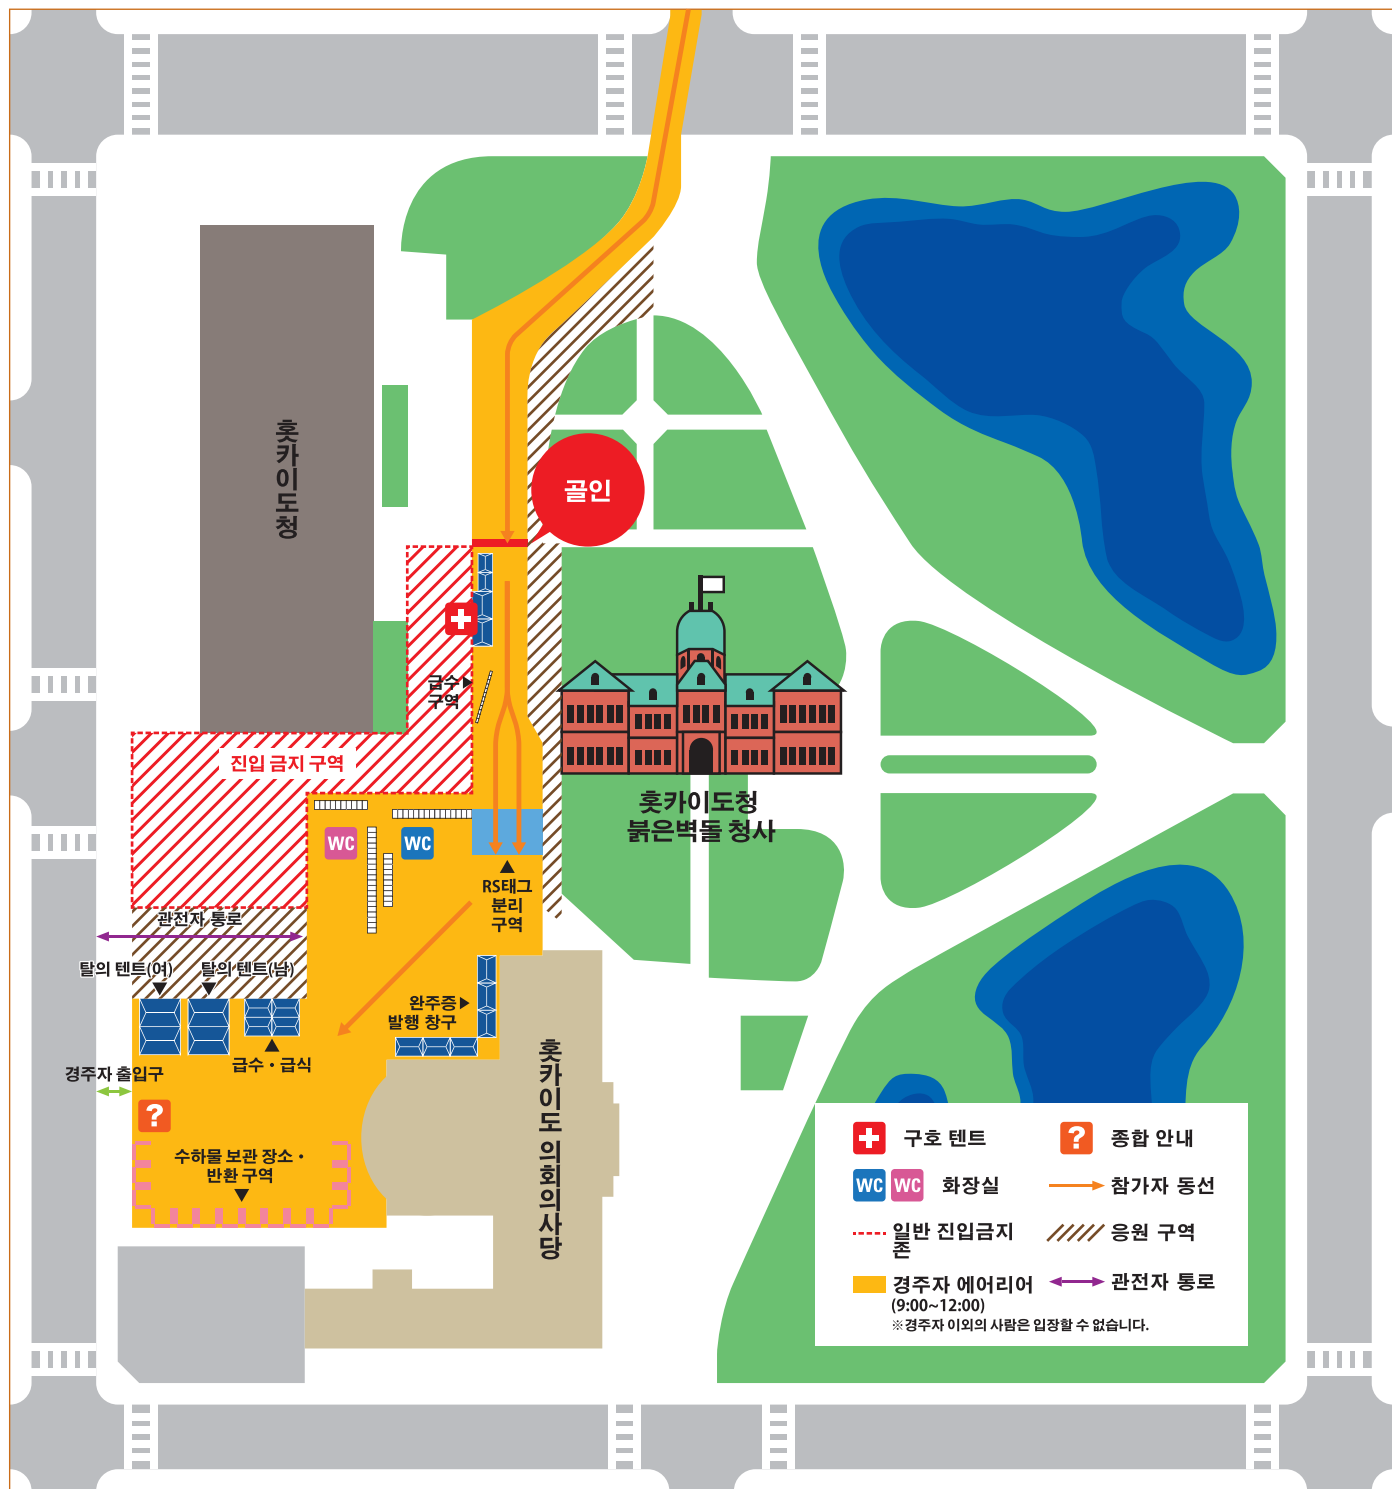 홋카이도청
골인
급수
구역
진입 금지 구역
홋카이도청
붉은벽돌 청사
WC
WC
RS태그
분리
구역
관전자 통로
탈의 텐트(여)
탈의 텐트(남)
완주증
발행 창구
급수・급식
경주자 출입구
?
수하물 보관 장소・
반환 구역
홋카이도 의회의사당
구호 텐트
?
종합 안내
WC
WC
화장실
참가자 동선
일반 진입금지
존
응원 구역
경주자 에어리어
(9:00~12:00)
※경주자 이외의 사람은 입장할 수 없습니다.
관전자 통로